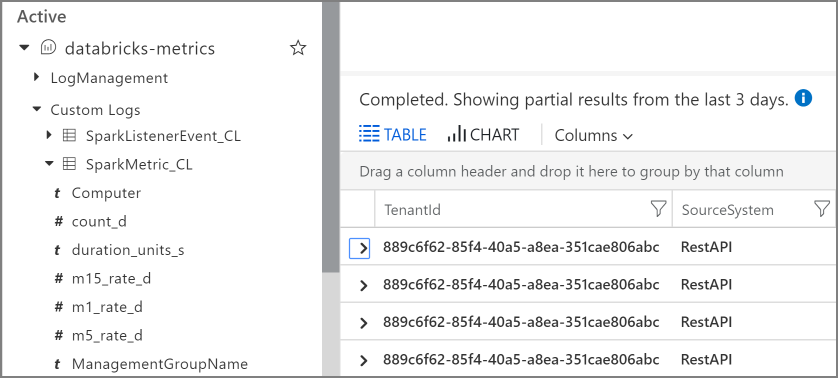 Active
databricks-metrics
LogManagement
Custom Logs
SparkListenerEvent_CL
SparkMetric_CL
t Computer
# count_d
t duration_units_s
# m15_rate_d
# m1_rate_d
# m5_rate_d
t ManagementGroupName
Completed. Showing partial results from the last 3 days.
TABLE CHART Columns
Drag a column header and drop it here to group by that column
TenantId SourceSystem
889c6f62-85f4-40a5-a8ea-351cae806abc RestAPI
889c6f62-85f4-40a5-a8ea-351cae806abc RestAPI
889c6f62-85f4-40a5-a8ea-351cae806abc RestAPI
889c6f62-85f4-40a5-a8ea-351cae806abc RestAPI